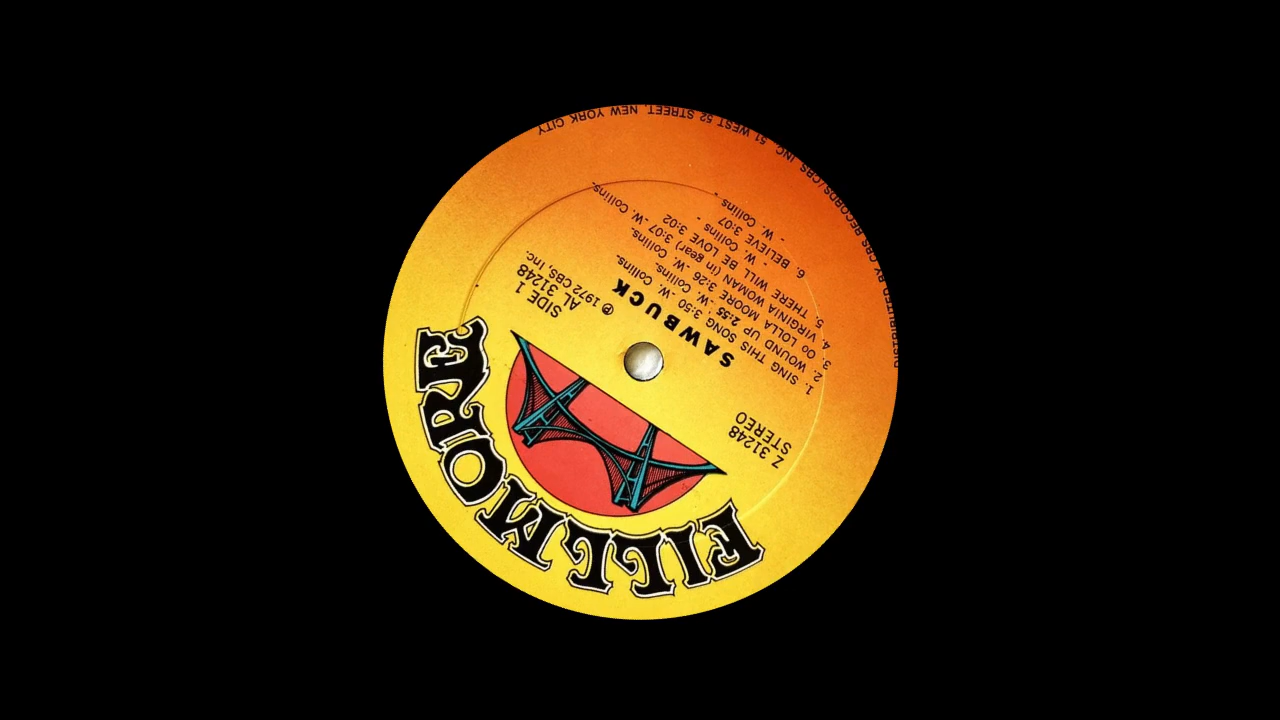 FILLMORE
Z 31248
STEREO
SIDE 1
AL 31248
℗ 1972 CBS, Inc.
SAWBUCK
1. SING THIS SONG 3:50 -W. Collins-
2. WOUND UP 2:55 -W. Collins-
3. OO LOLLA MOORE 3:26 -W. Collins-
4. VIRGINIA WOMAN (in gear) 3:07 -W. Collins-
5. THERE WILL BE LOVE 3:02
- W. Collins -
6. BELIEVE 3:07
- W. Collins -
DISTRIBUTED BY CBS RECORDS/CBS INC. 51 WEST 52 STREET, NEW YORK CITY